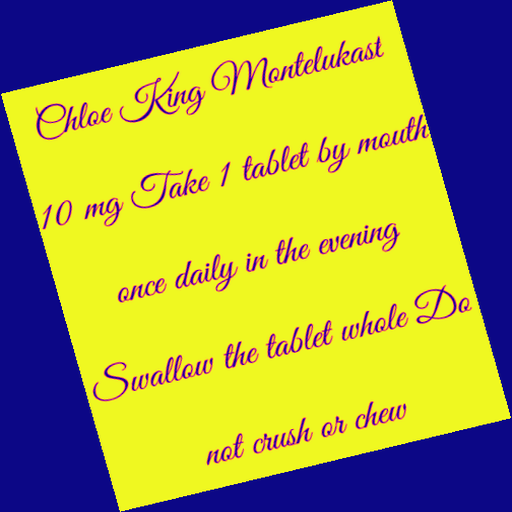 Chloe King Montelukast
10 mg Take 1 tablet by mouth
once daily in the evening
Swallow the tablet whole Do
not crush or chew